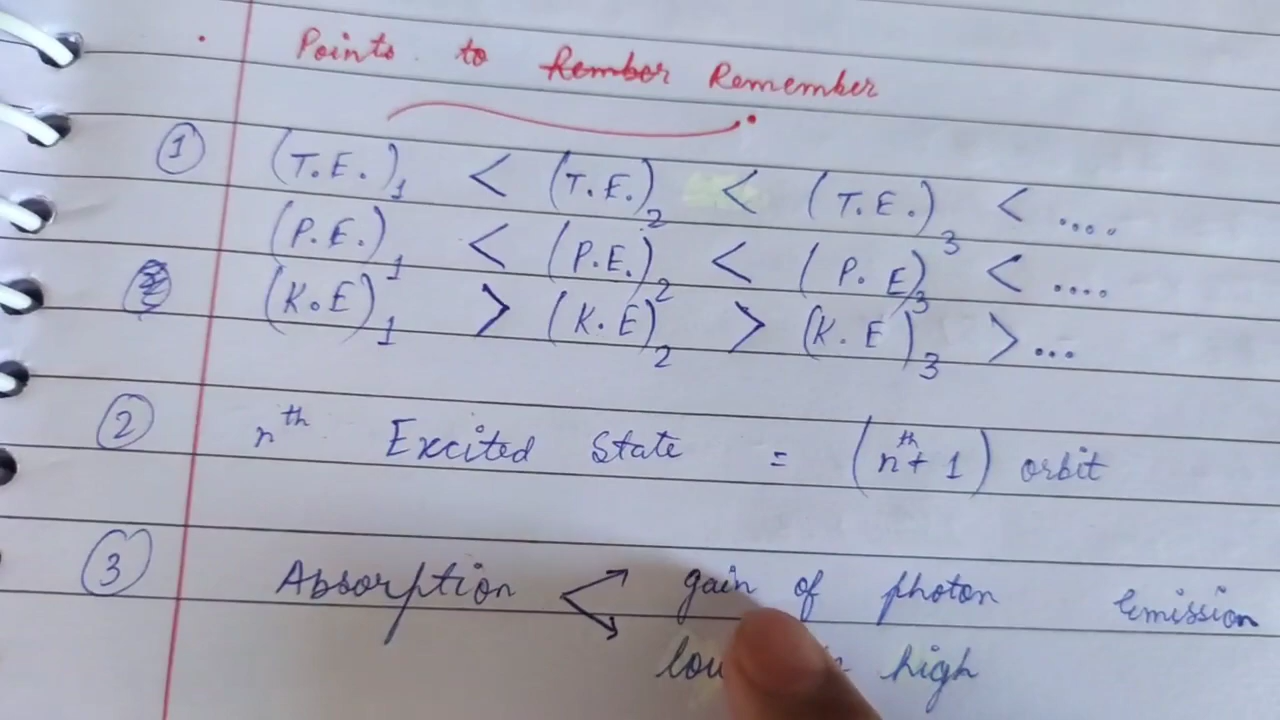 Points to Rember Remember
① (T.E.)₁ < (T.E.)₂ < (T.E.)₃ < ....
(P.E.)₁ < (P.E.)₂ < (P.E)₃ < ....
(K.E)₁ > (K.E)₂ > (K.E)₃ > ...
② nᵗʰ Excited State = (nᵗʰ + 1) orbit
③ Absorption gain of photon Emission
high